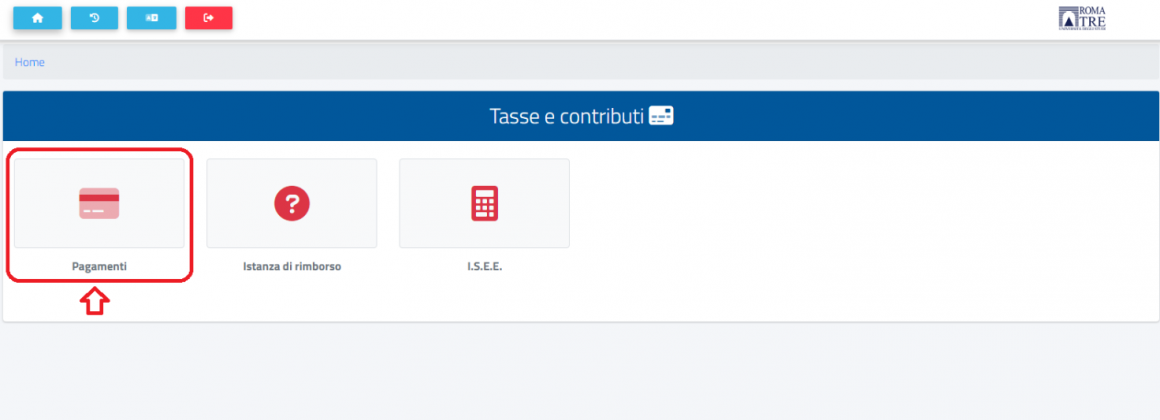 ROMA
TRE
Home
Tasse e contributi
Pagamenti
Istanza di rimborso
I.S.E.E.